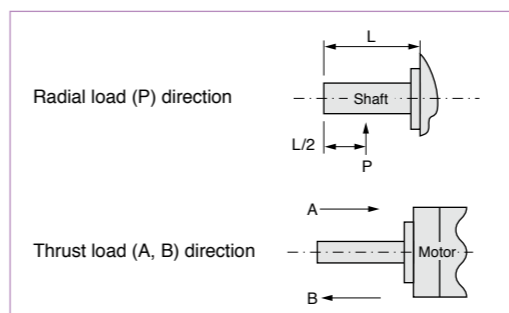 L
Radial load (P) direction
Shaft
L/2
P
A
Thrust load (A, B) direction
Motor
B